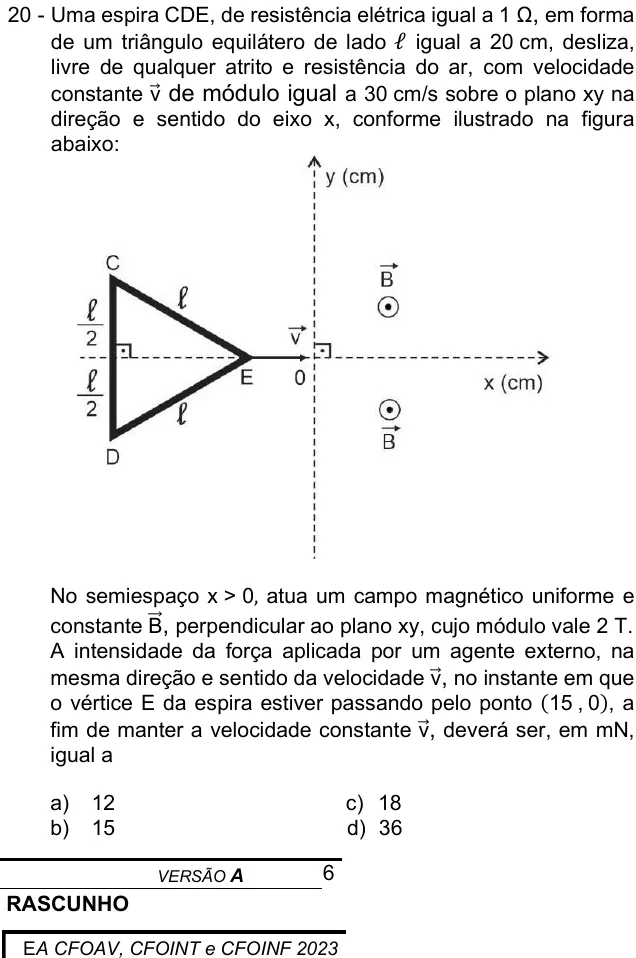 20 - Uma espira CDE, de resistência elétrica igual a 1 Ω, em forma
de um triângulo equilátero de lado ℓ igual a 20 cm, desliza,
livre de qualquer atrito e resistência do ar, com velocidade
constante v⃗ de módulo igual a 30 cm/s sobre o plano xy na
direção e sentido do eixo x, conforme ilustrado na figura
abaixo:
y (cm)
C
B⃗
ℓ
ℓ/2
v⃗
E
0
x (cm)
ℓ/2
ℓ
B⃗
D
No semiespaço x > 0, atua um campo magnético uniforme e
constante B⃗, perpendicular ao plano xy, cujo módulo vale 2 T.
A intensidade da força aplicada por um agente externo, na
mesma direção e sentido da velocidade v⃗, no instante em que
o vértice E da espira estiver passando pelo ponto (15 , 0), a
fim de manter a velocidade constante v⃗, deverá ser, em mN,
igual a
a) 12 c) 18
b) 15 d) 36
VERSÃO A 6
RASCUNHO
EA CFOAV, CFOINT e CFOINF 2023